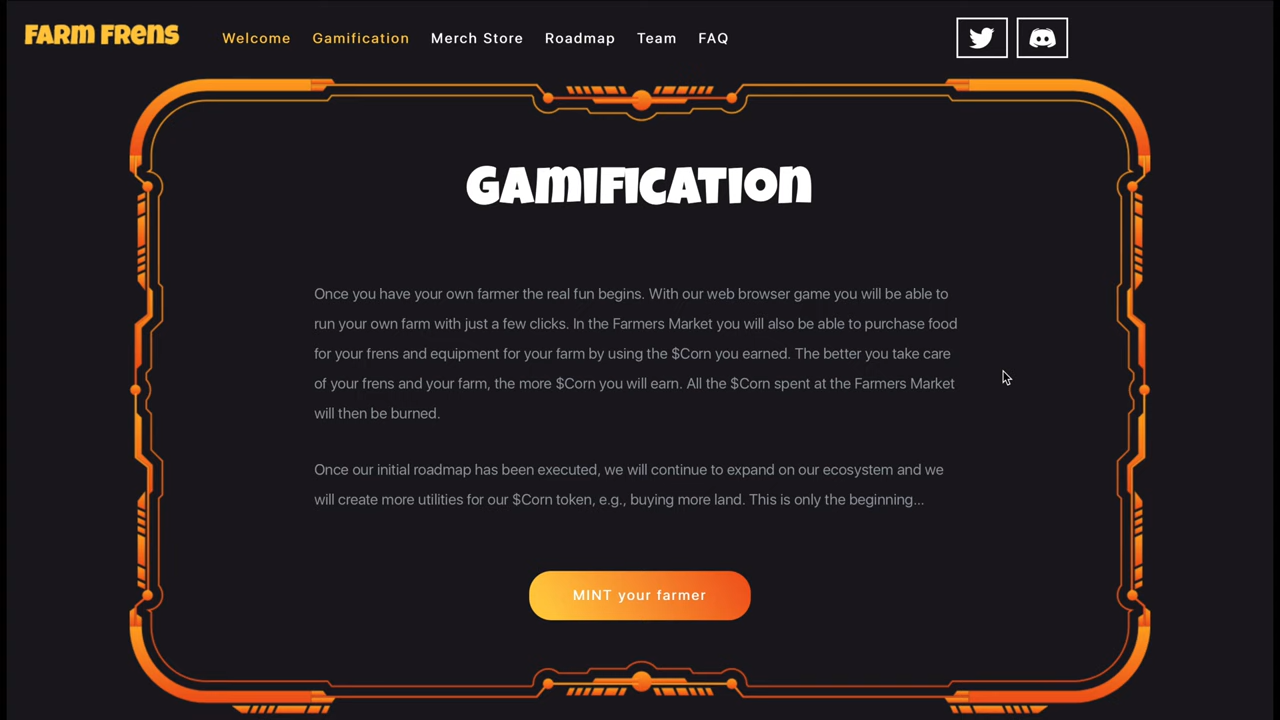 FARM FRENS
Welcome Gamification Merch Store Roadmap Team FAQ
GAMIFICATION
Once you have your own farmer the real fun begins. With our web browser game you will be able to
run your own farm with just a few clicks. In the Farmers Market you will also be able to purchase food
for your frens and equipment for your farm by using the $Corn you earned. The better you take care
of your frens and your farm, the more $Corn you will earn. All the $Corn spent at the Farmers Market
will then be burned.
Once our initial roadmap has been executed, we will continue to expand on our ecosystem and we
will create more utilities for our $Corn token, e.g., buying more land. This is only the beginning...
MINT your farmer